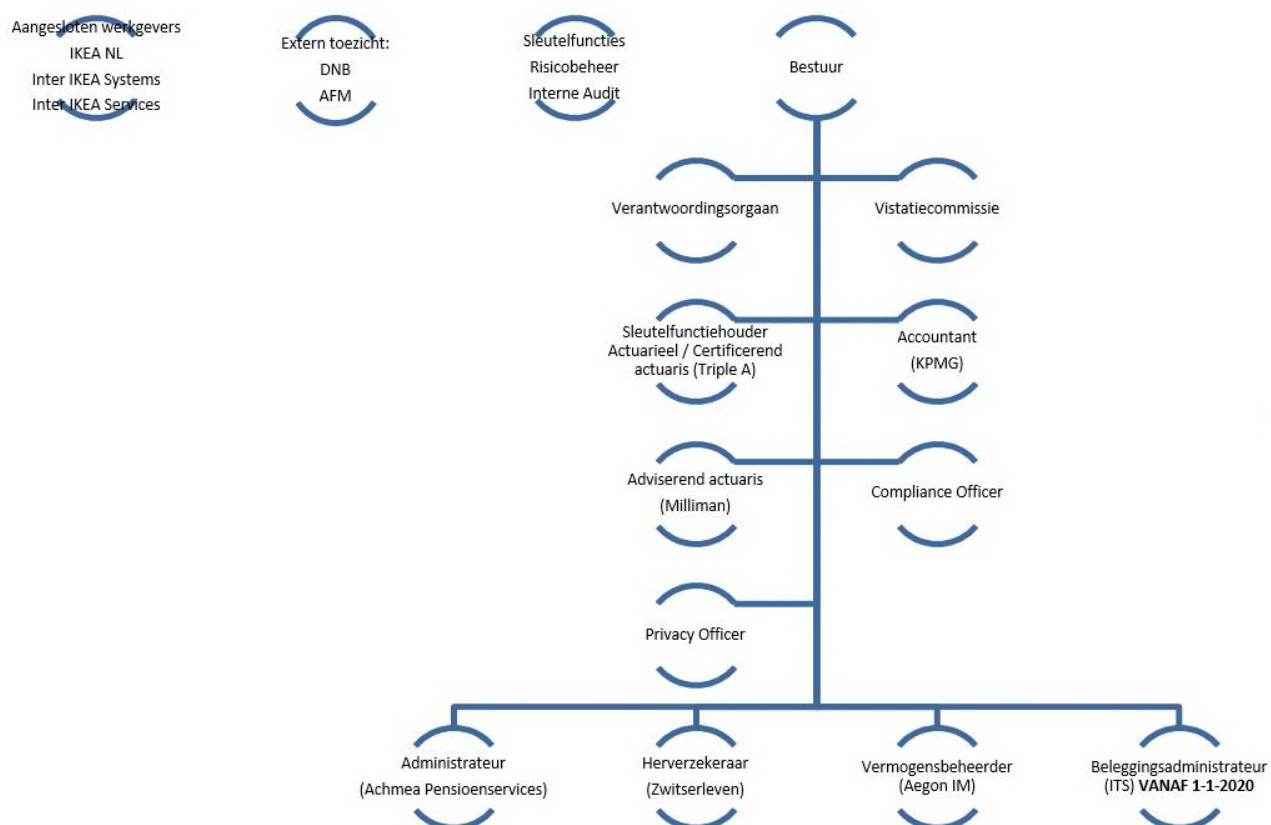 Aangesloten werkgevers
IKEA NL
Inter IKEA Systems
Inter IKEA Services
Extern toezicht:
DNB
AFM
Sleutelfuncties
Risicobeheer
Interne Audit
Bestuur
Verantwoordingsorgaan
Vistatiecommissie
Sleutelfunctiehouder
Actuarieel / Certificerend
actuaris (Triple A)
Accountant
(KPMG)
Adviserend actuaris
(Milliman)
Compliance Officer
Privacy Officer
Administrateur
(Achmea Pensioenservices)
Herverzekeraar
(Zwitserleven)
Vermogensbeheerder
(Aegon IM)
Beleggingsadministrateur
(ITS) VANAF 1-1-2020